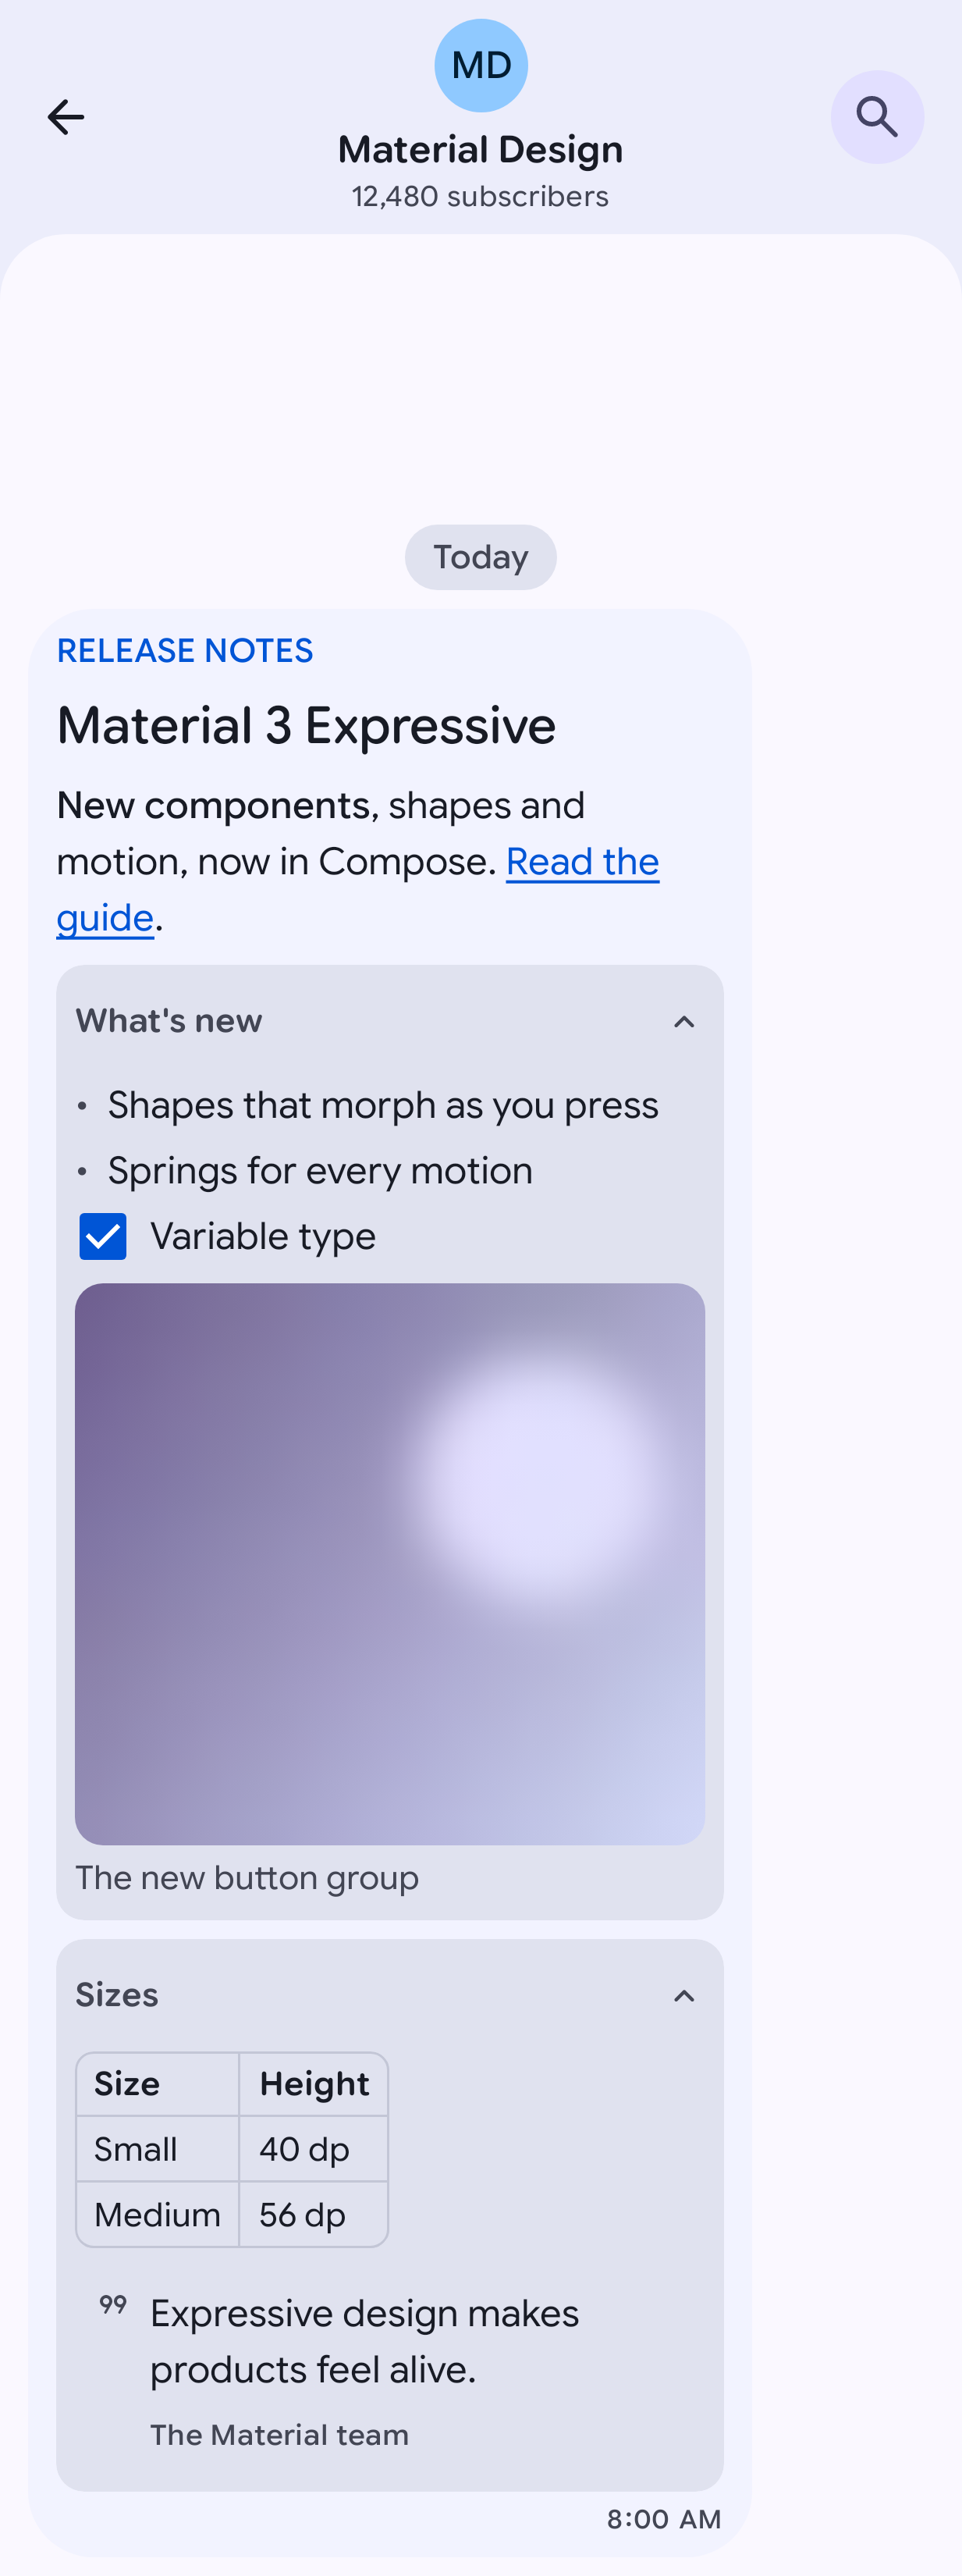 MD
Material Design
12,480 subscribers
Today
RELEASE NOTES
Material 3 Expressive
New components, shapes and
motion, now in Compose. Read the
guide.
What's new
• Shapes that morph as you press
• Springs for every motion
Variable type
The new button group
Sizes
Size Height
Small 40 dp
Medium 56 dp
” Expressive design makes
products feel alive.
The Material team
8:00 AM